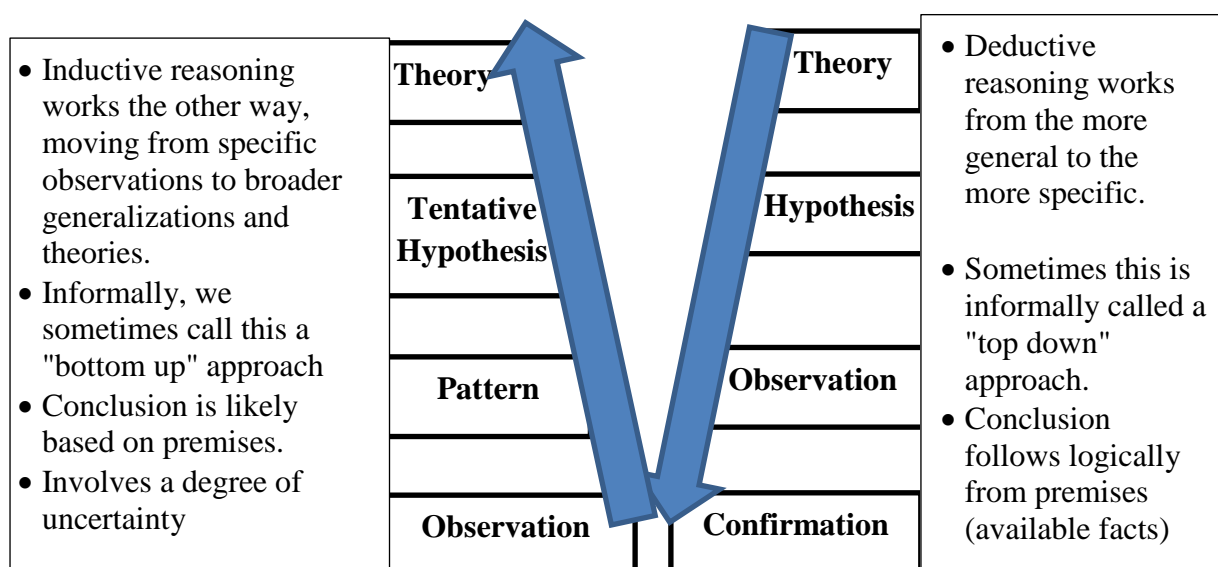 • Inductive reasoning
works the other way,
moving from specific
observations to broader
generalizations and
theories.
• Informally, we
sometimes call this a
"bottom up" approach
• Conclusion is likely
based on premises.
• Involves a degree of
uncertainty
Theory
Tentative
Hypothesis
Pattern
Observation
Theory
Hypothesis
Observation
Confirmation
• Deductive
reasoning works
from the more
general to the
more specific.
• Sometimes this is
informally called a
"top down"
approach.
• Conclusion
follows logically
from premises
(available facts)